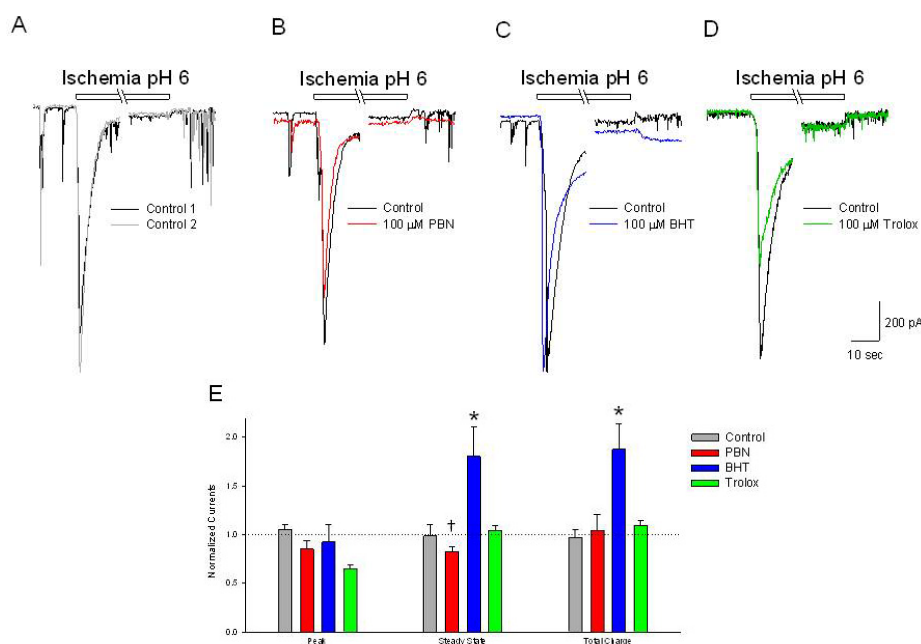 A
B
C
D
Ischemia pH 6
Ischemia pH 6
Ischemia pH 6
Ischemia pH 6
Control 1
Control 2
Control
100 µM PBN
Control
100 µM BHT
Control
100 µM Trolox
200 pA
10 sec
E
* *
†
2.0
1.5
1.0
0.5
0.0
Normalized Currents
Peak Steady State Total Charge
Control
PBN
BHT
Trolox